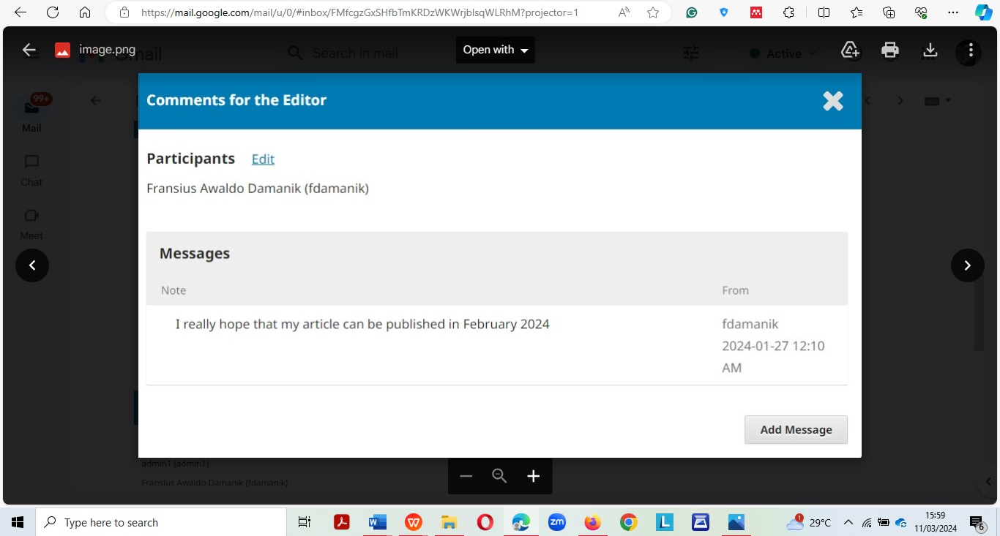 https://mail.google.com/mail/u/0/#inbox/FMfcgzGxSHfbTmKRDzWKWrjblsqWLRhM?projector=1
image.png
Search in mail
Open with
Active
99+
Mail
Chat
Meet
Comments for the Editor
Participants Edit
Fransius Awaldo Damanik (fdamanik)
Messages
Note From
I really hope that my article can be published in February 2024 fdamanik
2024-01-27 12:10
AM
Add Message
admin1 (admin1)
Fransius Awaldo Damanik (fdamanik)
Type here to search
zm
29°C
15:59
11/03/2024
6